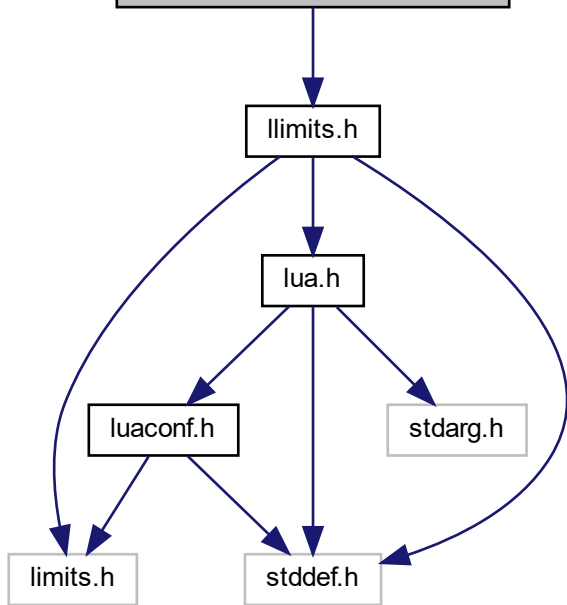 llimits.h
lua.h
luaconf.h
stdarg.h
limits.h
stddef.h